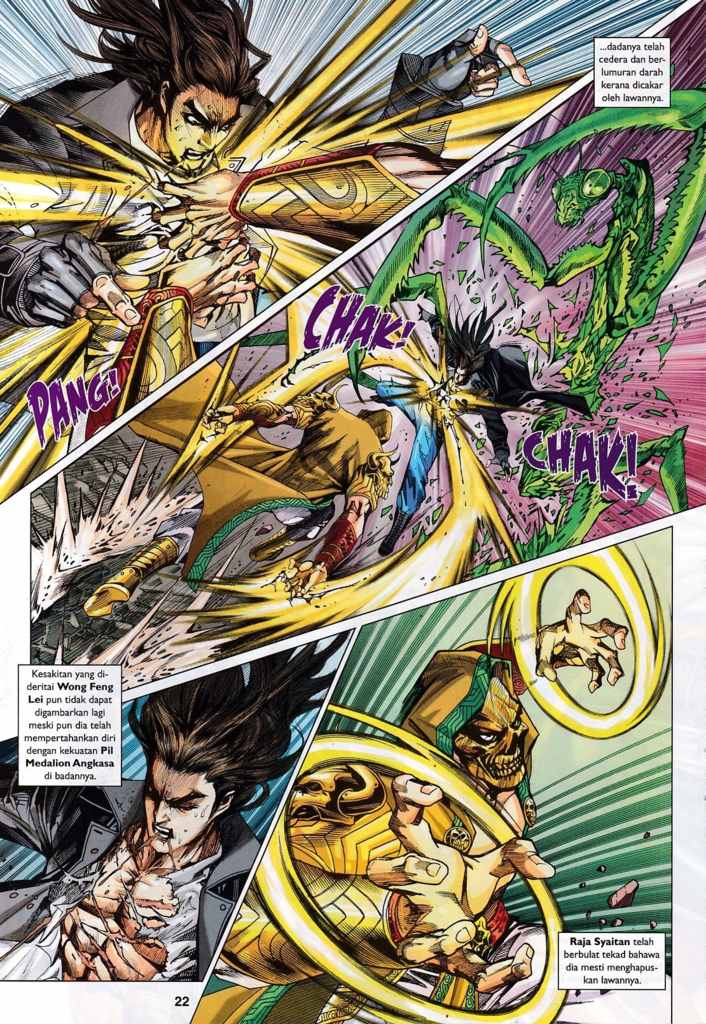 ...dadanya telah
cedera dan ber-
lumuran darah
kerana dicakar
oleh lawannya.
PANG!
CHAK!
CHAK!
Kesakitan yang di-
deritai Wong Feng
Lei pun tidak dapat
digambarkan lagi
meski pun dia telah
mempertahankan diri
dengan kekuatan Pil
Medalion Angkasa
di badannya.
Raja Syaitan telah
berbulat tekad bahawa
dia mesti menghapus-
kan lawannya.
22